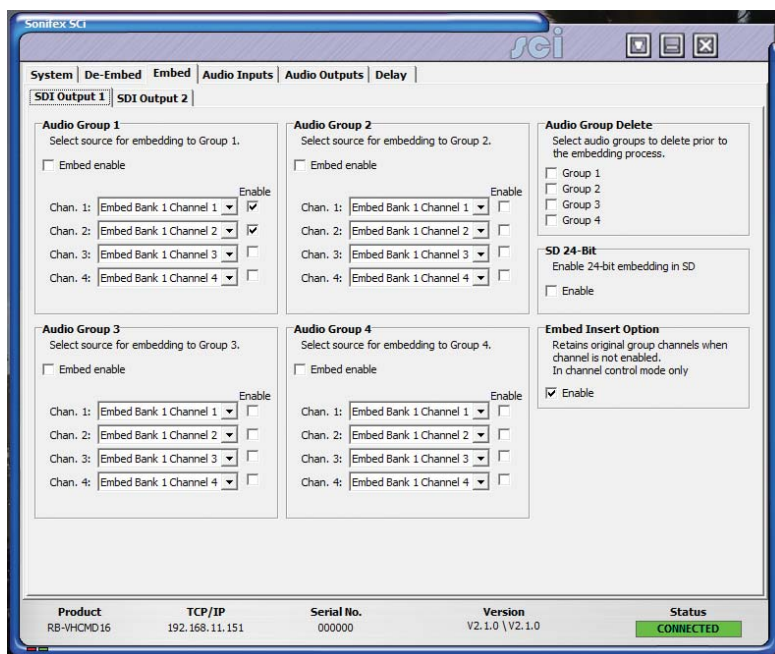 Sonifex SCi
sci
System De-Embed Embed Audio Inputs Audio Outputs Delay
SDI Output 1 SDI Output 2
Audio Group 1
Select source for embedding to Group 1.
Embed enable
Enable
Chan. 1: Embed Bank 1 Channel 1
Chan. 2: Embed Bank 1 Channel 2
Chan. 3: Embed Bank 1 Channel 3
Chan. 4: Embed Bank 1 Channel 4
Audio Group 2
Select source for embedding to Group 2.
Embed enable
Enable
Chan. 1: Embed Bank 1 Channel 1
Chan. 2: Embed Bank 1 Channel 2
Chan. 3: Embed Bank 1 Channel 3
Chan. 4: Embed Bank 1 Channel 4
Audio Group Delete
Select audio groups to delete prior to
the embedding process.
Group 1
Group 2
Group 3
Group 4
SD 24-Bit
Enable 24-bit embedding in SD
Enable
Audio Group 3
Select source for embedding to Group 3.
Embed enable
Enable
Chan. 1: Embed Bank 1 Channel 1
Chan. 2: Embed Bank 1 Channel 2
Chan. 3: Embed Bank 1 Channel 3
Chan. 4: Embed Bank 1 Channel 4
Audio Group 4
Select source for embedding to Group 4.
Embed enable
Enable
Chan. 1: Embed Bank 1 Channel 1
Chan. 2: Embed Bank 1 Channel 2
Chan. 3: Embed Bank 1 Channel 3
Chan. 4: Embed Bank 1 Channel 4
Embed Insert Option
Retains original group channels when
channel is not enabled.
In channel control mode only
Enable
Product TCP/IP Serial No. Version Status
RB-VHCMD16 192.168.11.151 000000 V2.1.0 \ V2.1.0 CONNECTED